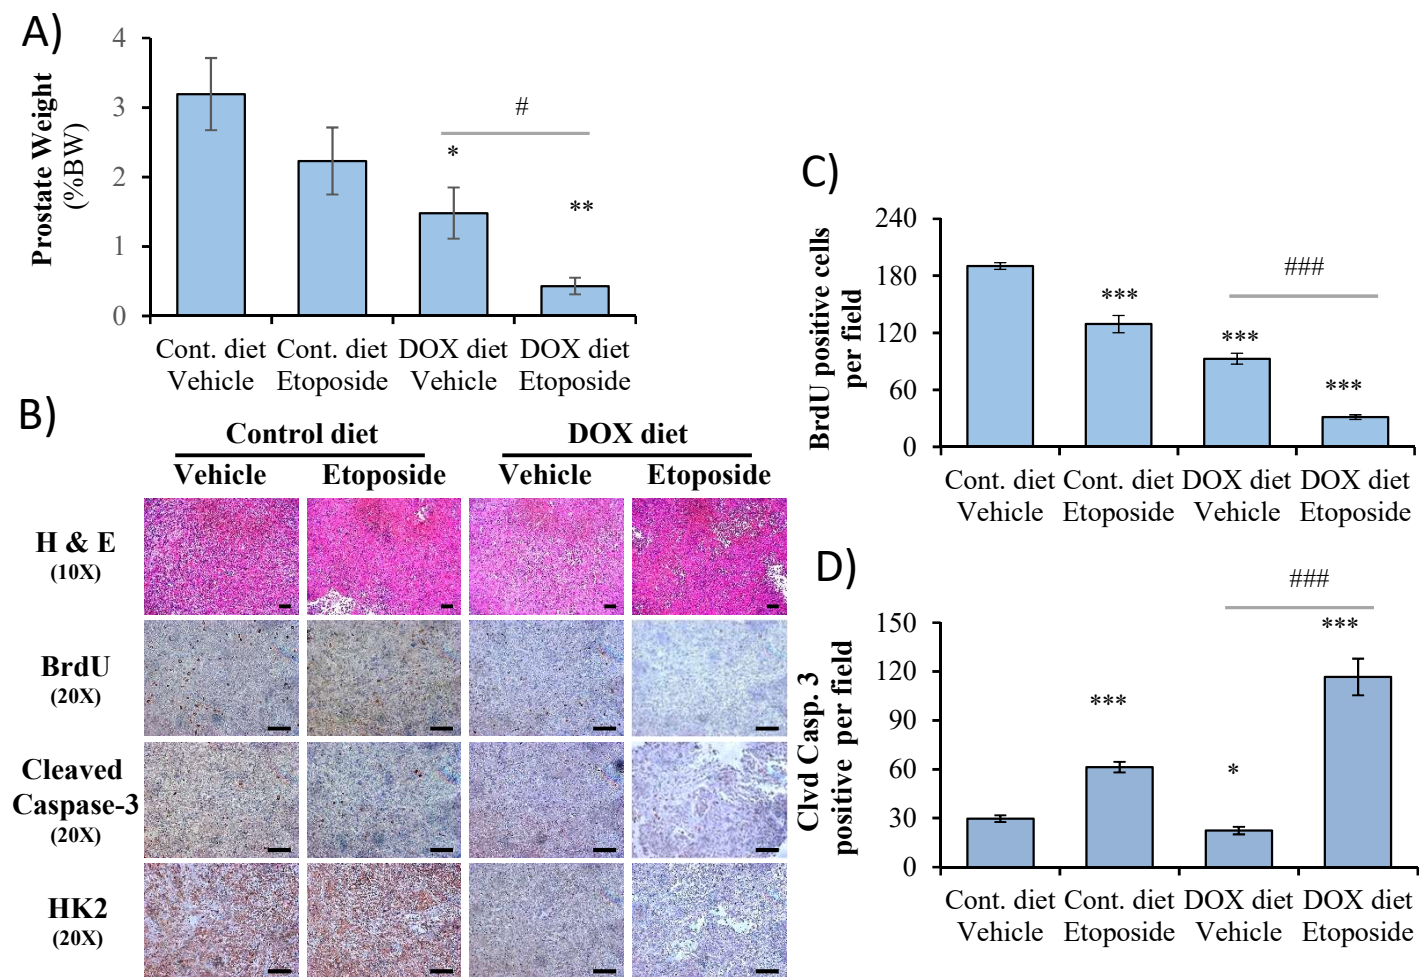 A)
Prostate Weight
(%BW)
4
3
2
1
0
#
*
**
Cont. diet
Vehicle
Cont. diet
Etoposide
DOX diet
Vehicle
DOX diet
Etoposide
B)
Control diet
DOX diet
Vehicle
Etoposide
Vehicle
Etoposide
H & E
(10X)
BrdU
(20X)
Cleaved
Caspase-3
(20X)
HK2
(20X)
C)
BrdU positive cells
per field
240
180
120
60
0
***
***
***
###
Cont. diet
Vehicle
Cont. diet
Etoposide
DOX diet
Vehicle
DOX diet
Etoposide
D)
Clvd Casp. 3
positive per field
150
120
90
60
30
0
***
*
***
###
Cont. diet
Vehicle
Cont. diet
Etoposide
DOX diet
Vehicle
DOX diet
Etoposide